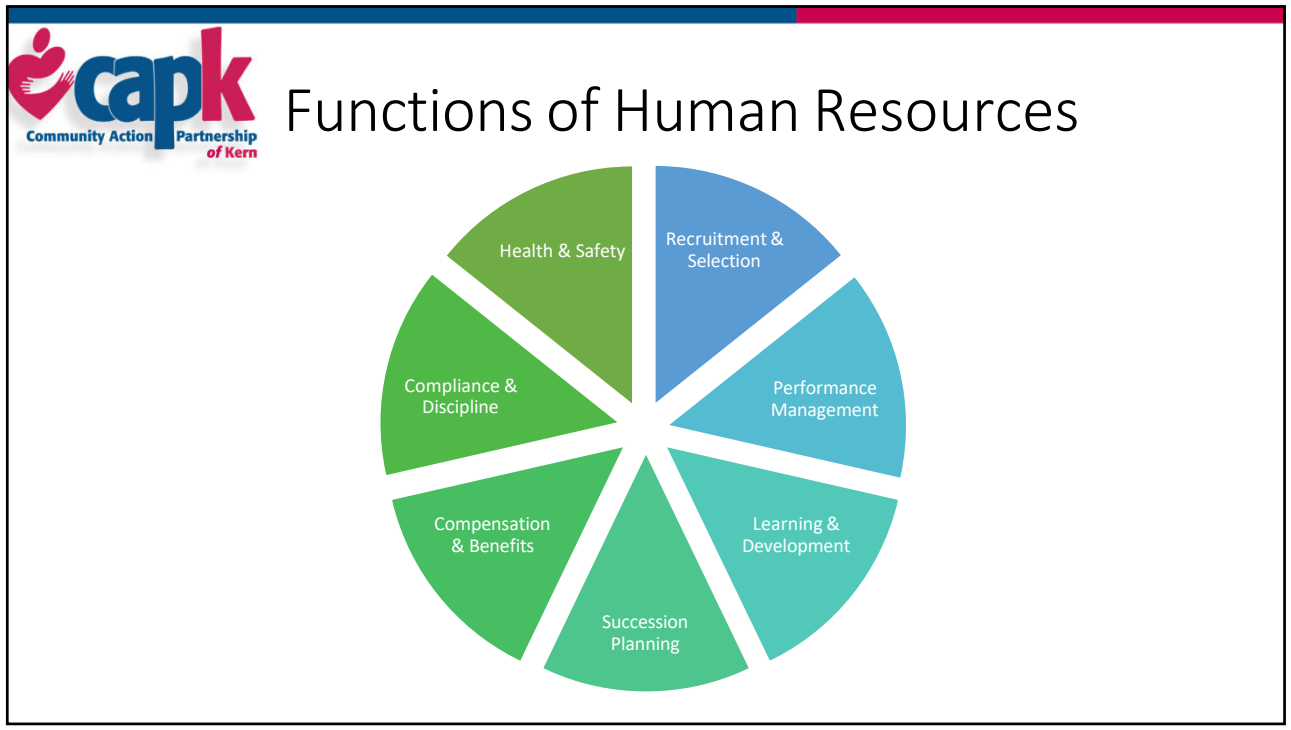 capk
Community Action Partnership
of Kern
Functions of Human Resources
Recruitment &
Selection
Performance
Management
Learning &
Development
Succession
Planning
Compensation
& Benefits
Compliance &
Discipline
Health & Safety